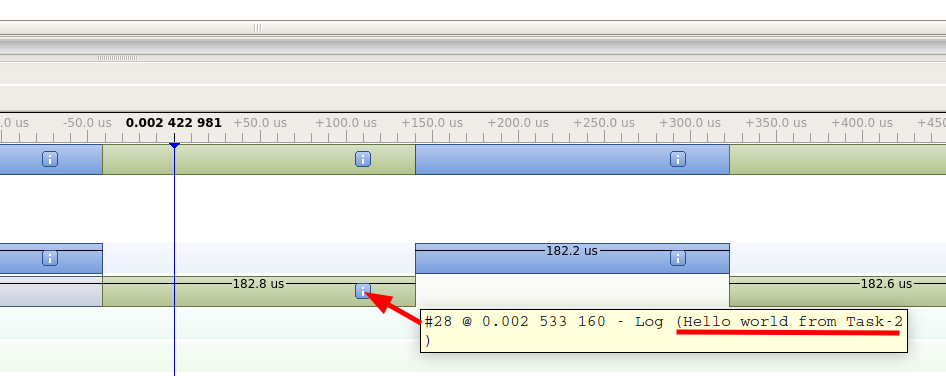 .0 us -50.0 us 0.002 422 981 +50.0 us +100.0 us +150.0 us +200.0 us +250.0 us +300.0 us +350.0 us +400.0 us +450
i i i
i 182.2 us i
182.8 us i 182.6 us
#28 @ 0.002 533 160 - Log (Hello world from Task-2
)